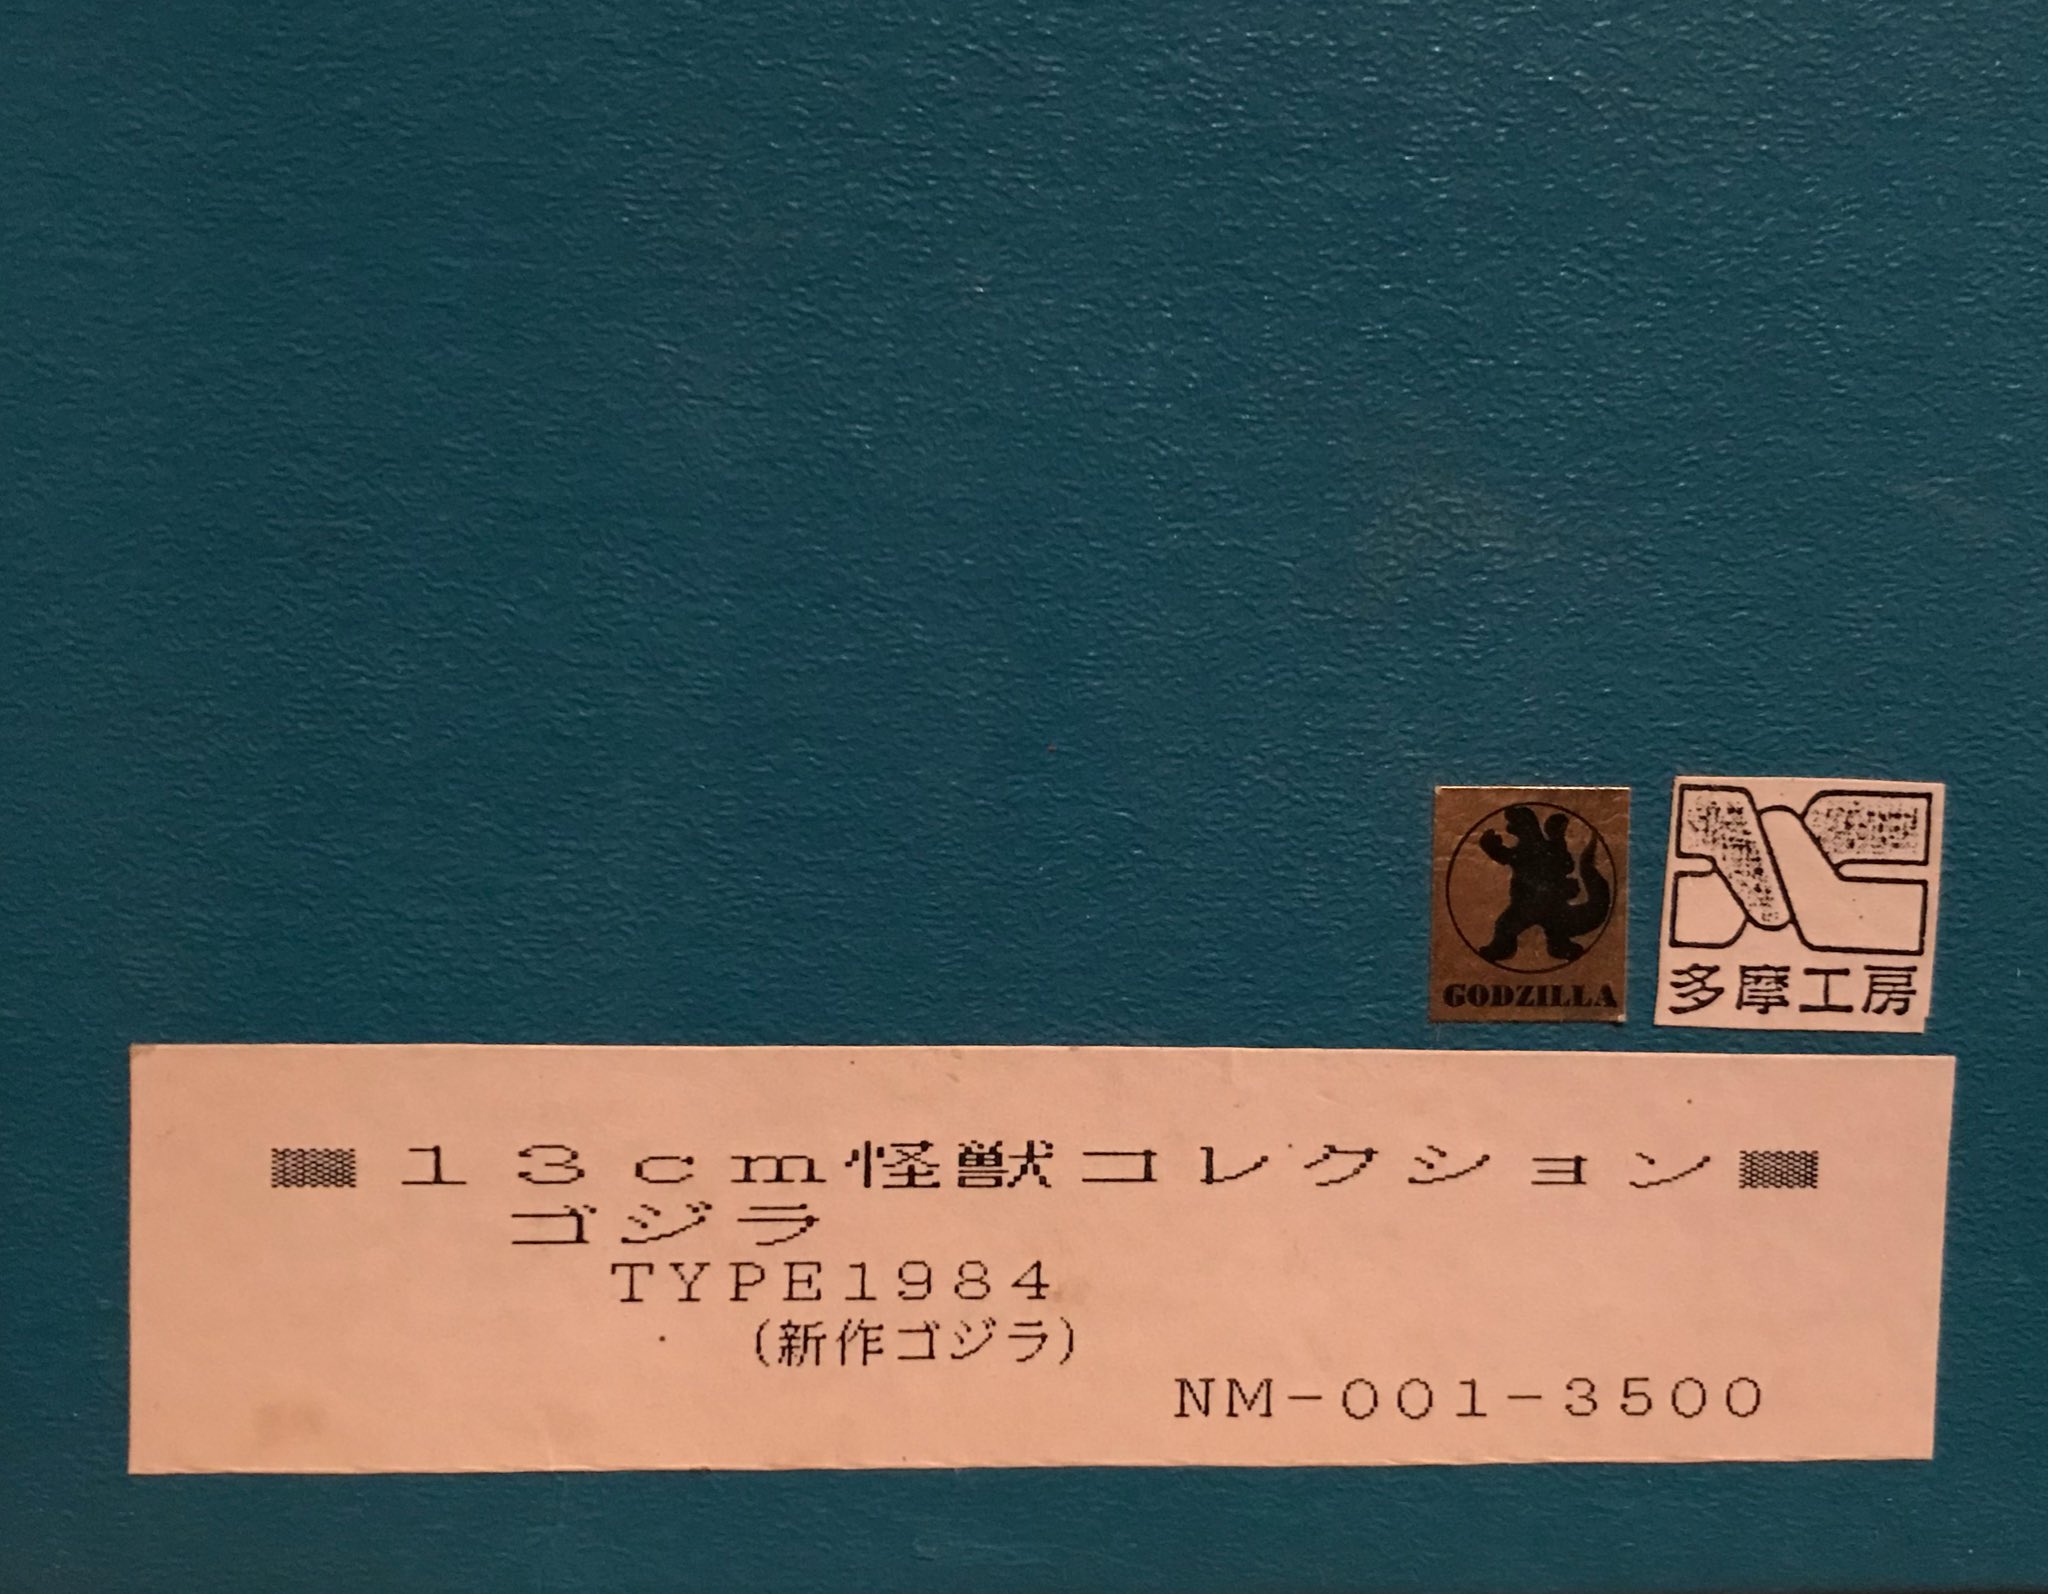 GODZILLA
多摩工房
１３ｃｍ怪獣コレクション
ゴジラ
ＴＹＰＥ１９８４
(新作ゴジラ)
ＮＭ－００１－３５００